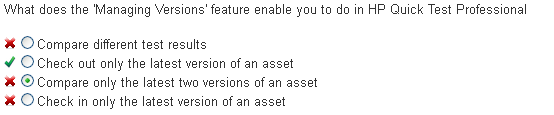 What does the 'Managing Versions' feature enable you to do in HP Quick Test Professional
Compare different test results
Check out only the latest version of an asset
Compare only the latest two versions of an asset
Check in only the latest version of an asset